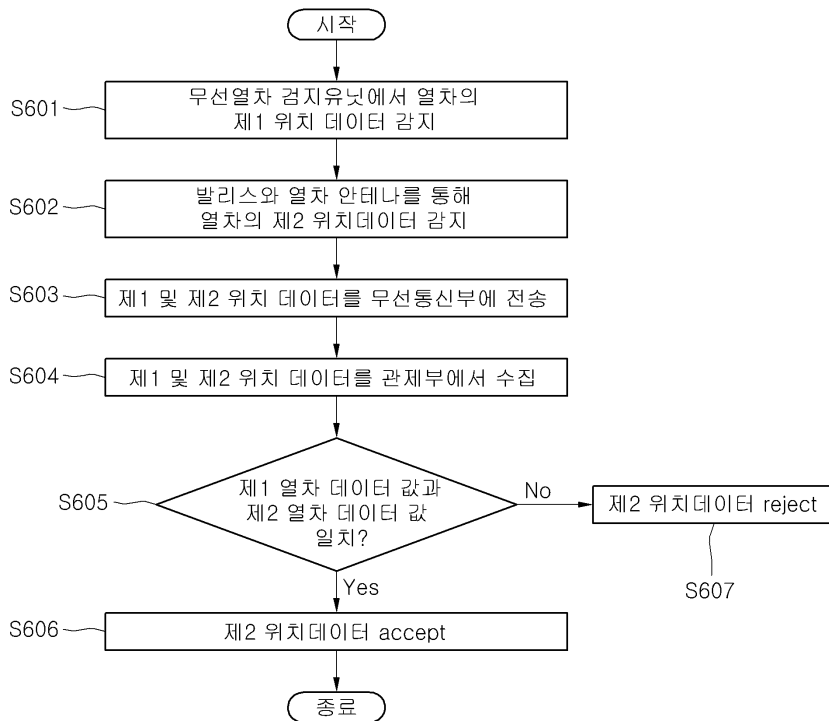 시작
S601
무선열차 검지유닛에서 열차의
제1 위치 데이터 감지
S602
발리스와 열차 안테나를 통해
열차의 제2 위치데이터 감지
S603
제1 및 제2 위치 데이터를 무선통신부에 전송
S604
제1 및 제2 위치 데이터를 관제부에서 수집
S605
제1 열차 데이터 값과
제2 열차 데이터 값
일치?
No
제2 위치데이터 reject
S607
Yes
S606
제2 위치데이터 accept
종료